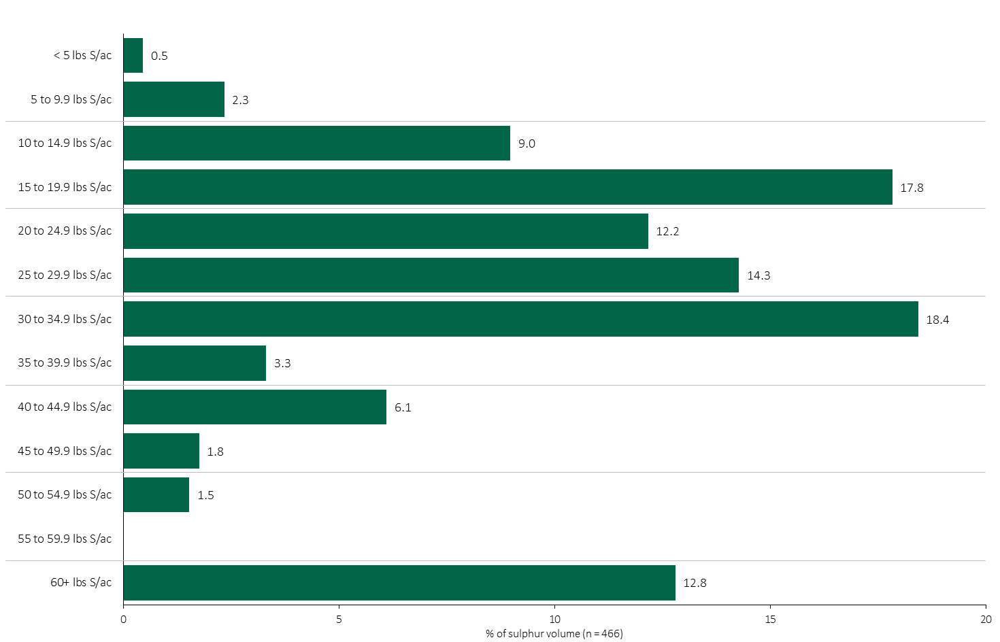 < 5 lbs S/ac 0.5
5 to 9.9 lbs S/ac 2.3
10 to 14.9 lbs S/ac 9.0
15 to 19.9 lbs S/ac 17.8
20 to 24.9 lbs S/ac 12.2
25 to 29.9 lbs S/ac 14.3
30 to 34.9 lbs S/ac 18.4
35 to 39.9 lbs S/ac 3.3
40 to 44.9 lbs S/ac 6.1
45 to 49.9 lbs S/ac 1.8
50 to 54.9 lbs S/ac 1.5
55 to 59.9 lbs S/ac
60+ lbs S/ac 12.8
0 5 10 15 20
% of sulphur volume (n = 466)